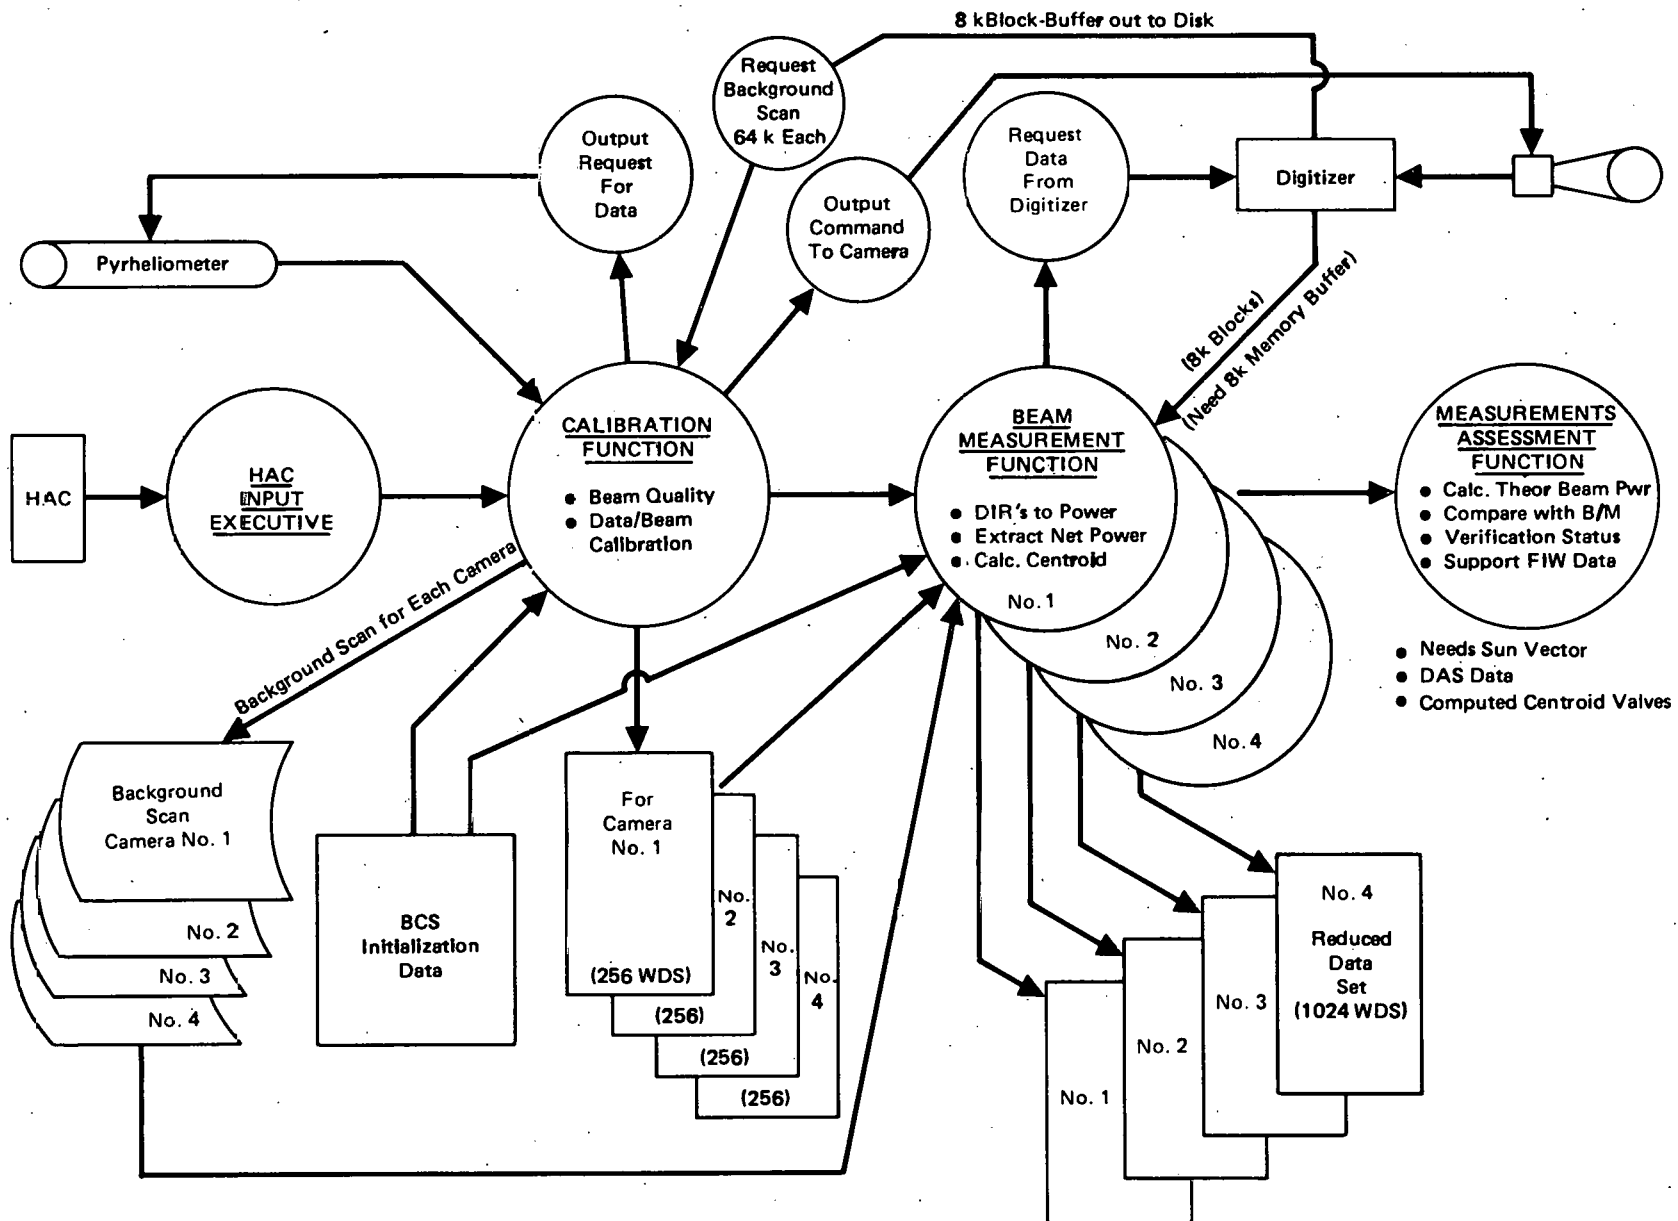 8 kBlock-Buffer out to Disk
Request
Background
Scan
64 k Each
Output
Request
For
Data
Request
Data
From
Digitizer
Digitizer
Output
Command
To Camera
Pyrheliometer
(8k Blocks)
(Need 8k Memory Buffer)
HAC
HAC
INPUT
EXECUTIVE
CALIBRATION
FUNCTION
● Beam Quality
● Data/Beam
Calibration
BEAM
MEASUREMENT
FUNCTION
● DIR's to Power
● Extract Net Power
● Calc. Centroid
No. 1
No. 2
No. 3
No. 4
MEASUREMENTS
ASSESSMENT
FUNCTION
● Calc. Theor Beam Pwr
● Compare with B/M
● Verification Status
● Support FIW Data
● Needs Sun Vector
● DAS Data
● Computed Centroid Valves
Background Scan for Each Camera
Background
Scan
Camera No. 1
No. 2
No. 3
No. 4
BCS
Initialization
Data
For
Camera
No. 1
(256 WDS)
No.
2
(256)
No.
3
(256)
No.
4
(256)
No. 1
No. 2
No. 3
No. 4
Reduced
Data
Set
(1024 WDS)